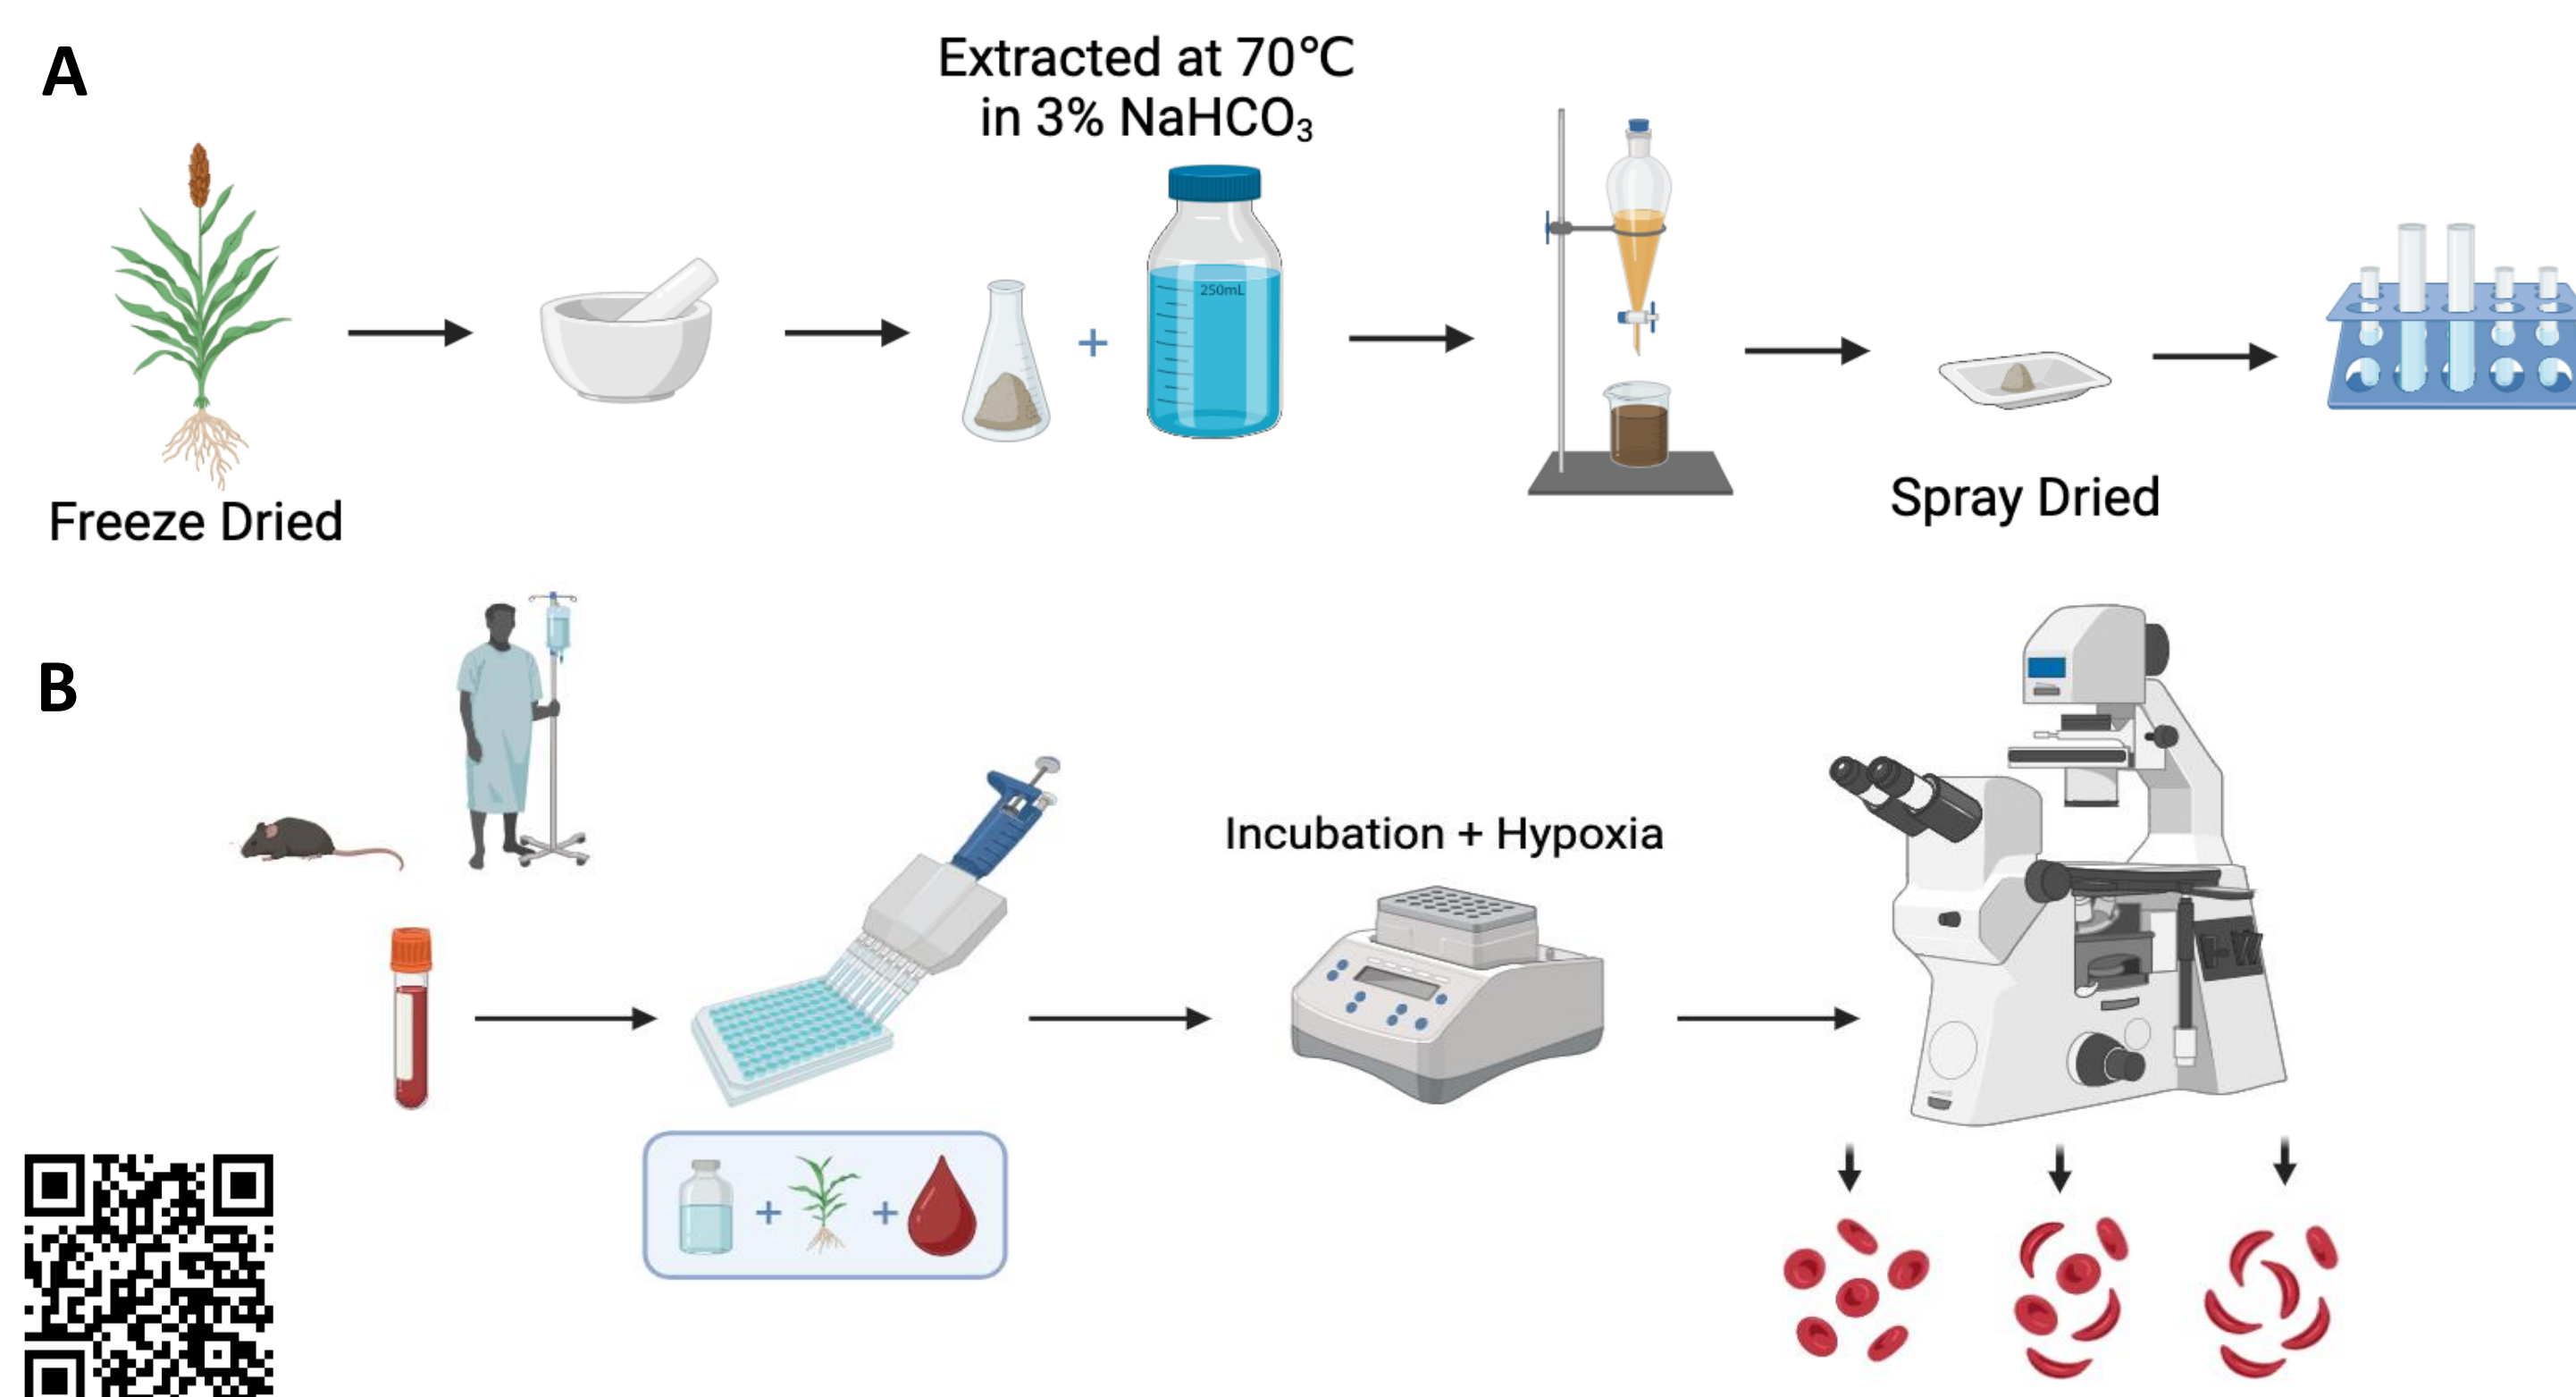 A
Extracted at 70°C
in 3% NaHCO₃
250mL
Freeze Dried
Spray Dried
B
Incubation + Hypoxia